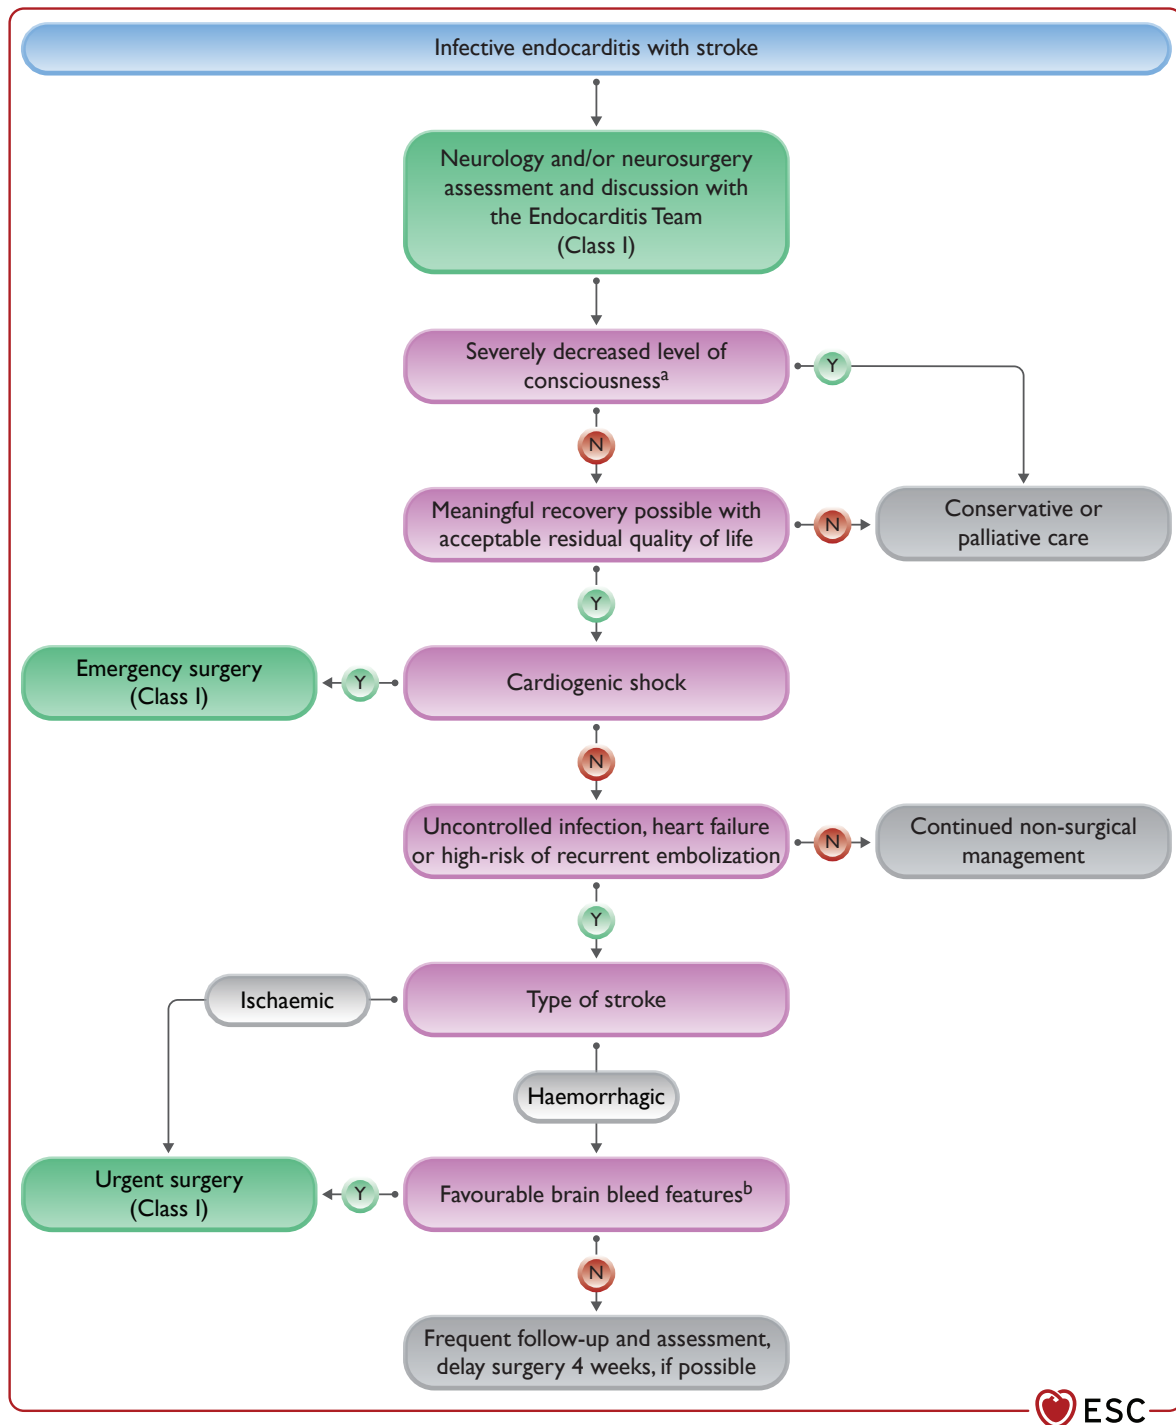 Infective endocarditis with stroke
Neurology and/or neurosurgery
assessment and discussion with
the Endocarditis Team
(Class I)
Severely decreased level of
consciousnessᵃ
Y
N
Meaningful recovery possible with
acceptable residual quality of life
N
Conservative or
palliative care
Y
Emergency surgery
(Class I)
Y
Cardiogenic shock
N
Uncontrolled infection, heart failure
or high-risk of recurrent embolization
N
Continued non-surgical
management
Y
Ischaemic
Type of stroke
Haemorrhagic
Urgent surgery
(Class I)
Y
Favourable brain bleed featuresᵇ
N
Frequent follow-up and assessment,
delay surgery 4 weeks, if possible
ESC